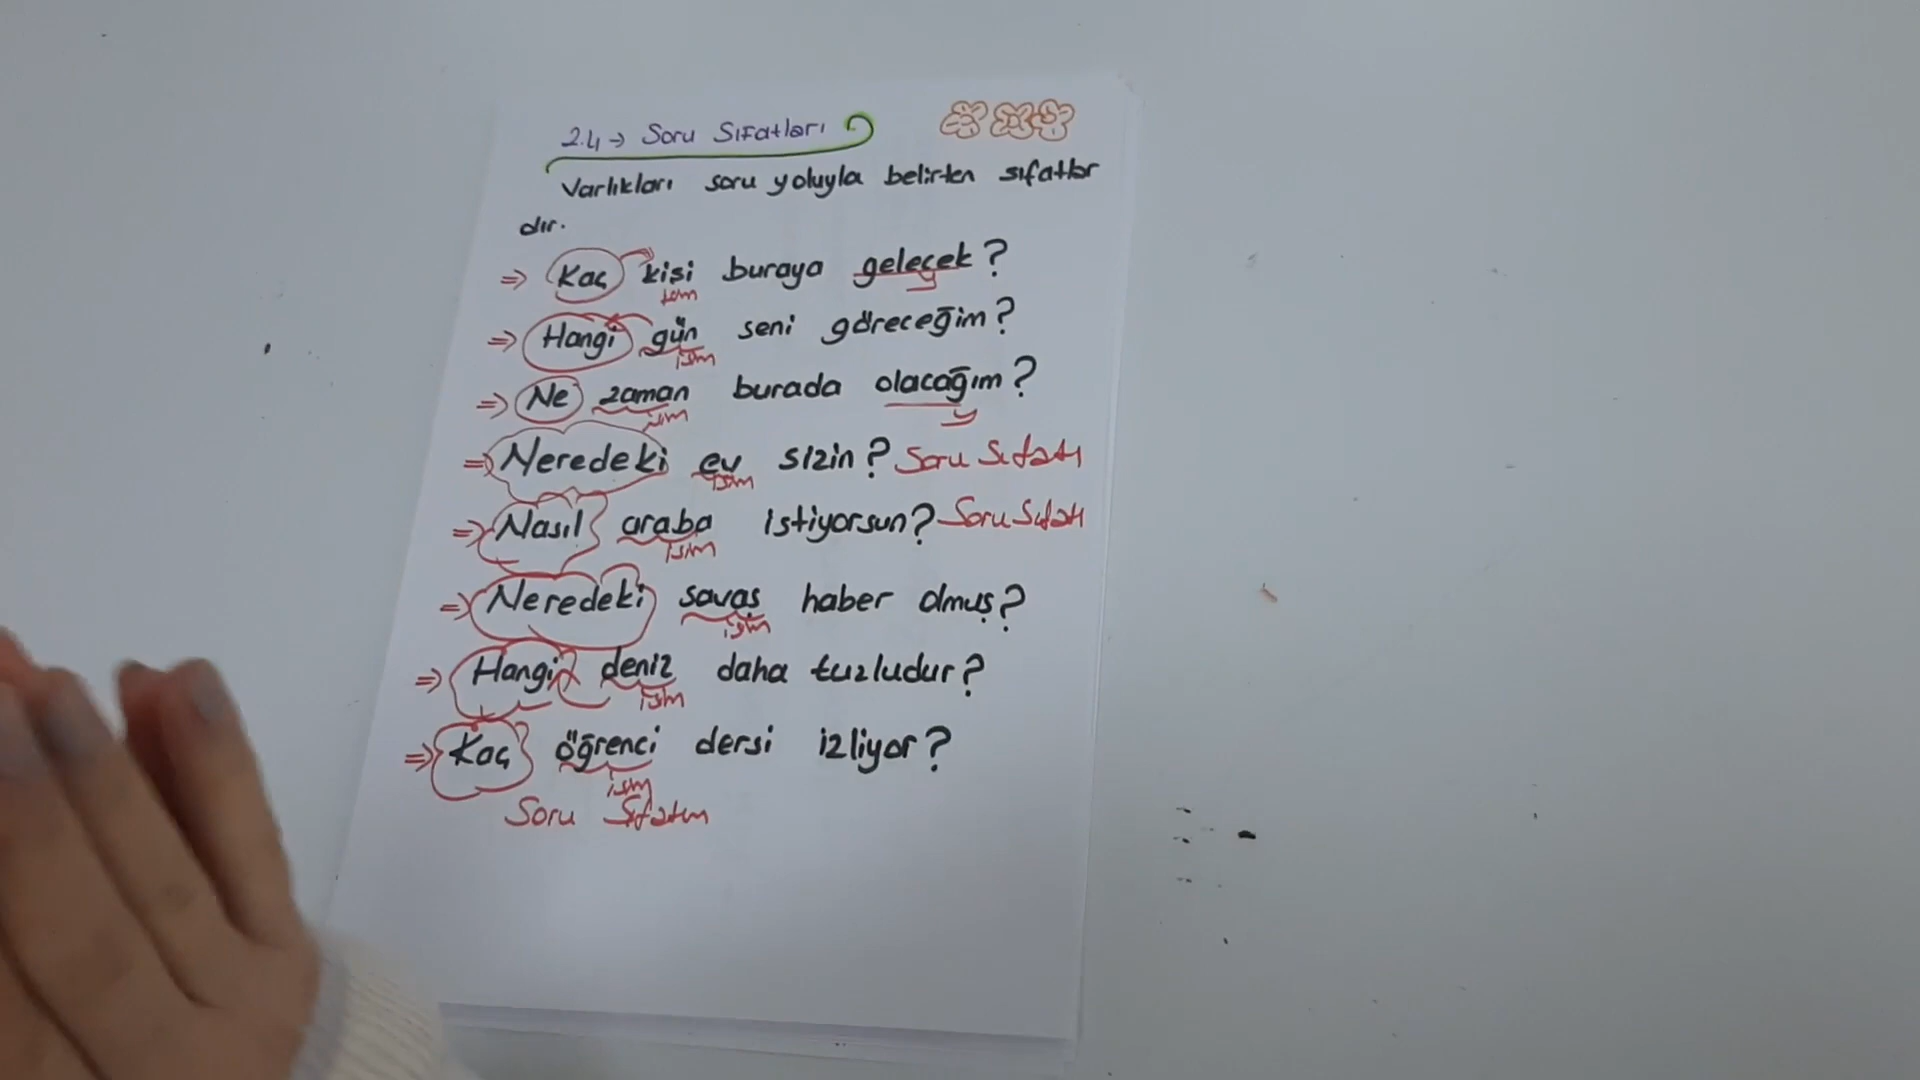 2.4 → Soru Sıfatları
Varlıkları soru yoluyla belirten sıfatlar
dır.
⇒ Kaç kişi buraya gelecek?
isim y
⇒ Hangi gün seni göreceğim?
isim
⇒ Ne zaman burada olacağım?
isim y
⇒ Neredeki ev sizin? Soru Sıfatı
isim
⇒ Nasıl araba istiyorsun? Soru Sıfatı
isim
⇒ Neredeki savaş haber olmuş?
isim
⇒ Hangi deniz daha tuzludur?
isim
⇒ Kaç öğrenci dersi izliyor?
isim
Soru